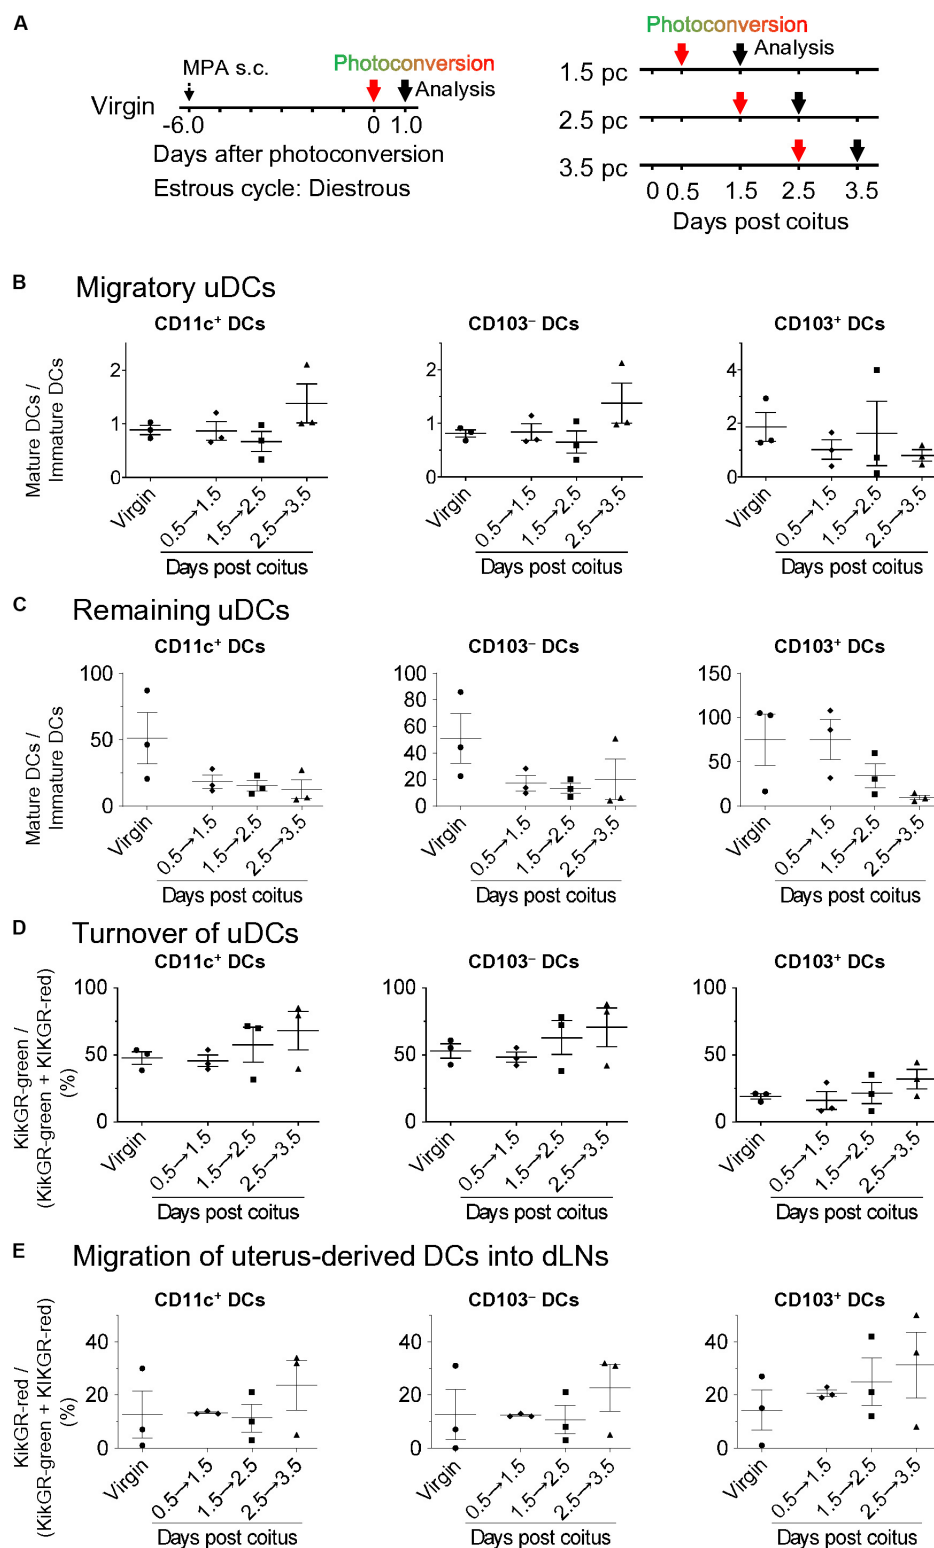 A
MPA s.c.
Photoconversion
Analysis
Virgin
-6.0 0 1.0
Days after photoconversion
Estrous cycle: Diestrous
Photoconversion
Analysis
1.5 pc
2.5 pc
3.5 pc
0 0.5 1.5 2.5 3.5
Days post coitus
B Migratory uDCs
CD11c⁺ DCs CD103⁻ DCs CD103⁺ DCs
Mature DCs /
Immature DCs
2
1
0
2
1
0
4
2
0
Virgin 0.5→1.5 1.5→2.5 2.5→3.5
Days post coitus
Virgin 0.5→1.5 1.5→2.5 2.5→3.5
Days post coitus
Virgin 0.5→1.5 1.5→2.5 2.5→3.5
Days post coitus
C Remaining uDCs
CD11c⁺ DCs CD103⁻ DCs CD103⁺ DCs
Mature DCs /
Immature DCs
100
50
0
100
80
60
40
20
0
150
100
50
0
Virgin 0.5→1.5 1.5→2.5 2.5→3.5
Days post coitus
Virgin 0.5→1.5 1.5→2.5 2.5→3.5
Days post coitus
Virgin 0.5→1.5 1.5→2.5 2.5→3.5
Days post coitus
D Turnover of uDCs
CD11c⁺ DCs CD103⁻ DCs CD103⁺ DCs
KikGR-green /
(KikGR-green + KIKGR-red)
(%)
100
50
0
100
50
0
100
50
0
Virgin 0.5→1.5 1.5→2.5 2.5→3.5
Days post coitus
Virgin 0.5→1.5 1.5→2.5 2.5→3.5
Days post coitus
Virgin 0.5→1.5 1.5→2.5 2.5→3.5
Days post coitus
E Migration of uterus-derived DCs into dLNs
CD11c⁺ DCs CD103⁻ DCs CD103⁺ DCs
KikGR-red /
(KikGR-green + KIKGR-red)
(%)
40
20
0
40
20
0
40
20
0
Virgin 0.5→1.5 1.5→2.5 2.5→3.5
Days post coitus
Virgin 0.5→1.5 1.5→2.5 2.5→3.5
Days post coitus
Virgin 0.5→1.5 1.5→2.5 2.5→3.5
Days post coitus